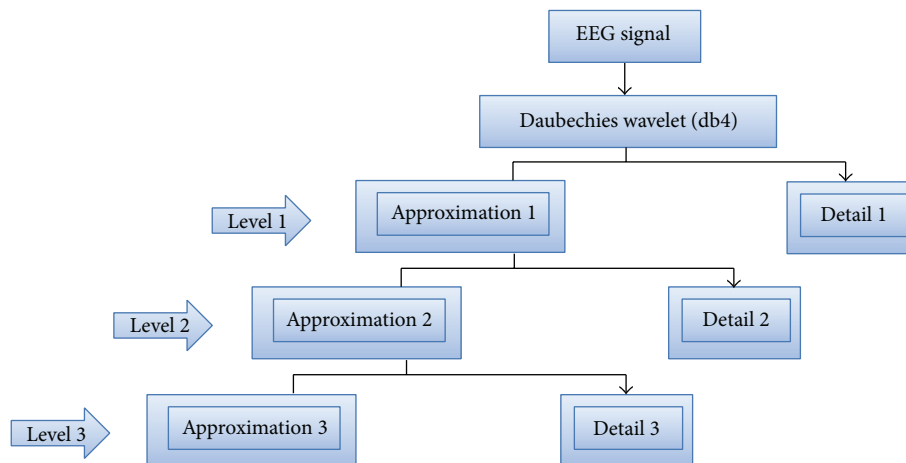 EEG signal
Daubechies wavelet (db4)
Level 1
Approximation 1
Detail 1
Level 2
Approximation 2
Detail 2
Level 3
Approximation 3
Detail 3